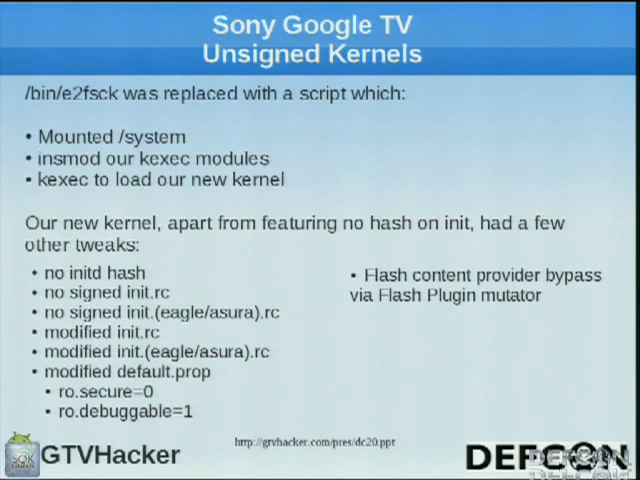 Sony Google TV
Unsigned Kernels
/bin/e2fsck was replaced with a script which:
• Mounted /system
• insmod our kexec modules
• kexec to load our new kernel
Our new kernel, apart from featuring no hash on init, had a few
other tweaks:
• no initd hash
• no signed init.rc
• no signed init.(eagle/asura).rc
• modified init.rc
• modified init.(eagle/asura).rc
• modified default.prop
• ro.secure=0
• ro.debuggable=1
• Flash content provider bypass
via Flash Plugin mutator
GTVHacker
http://gtvhacker.com/pres/dc20.ppt
DEFCON